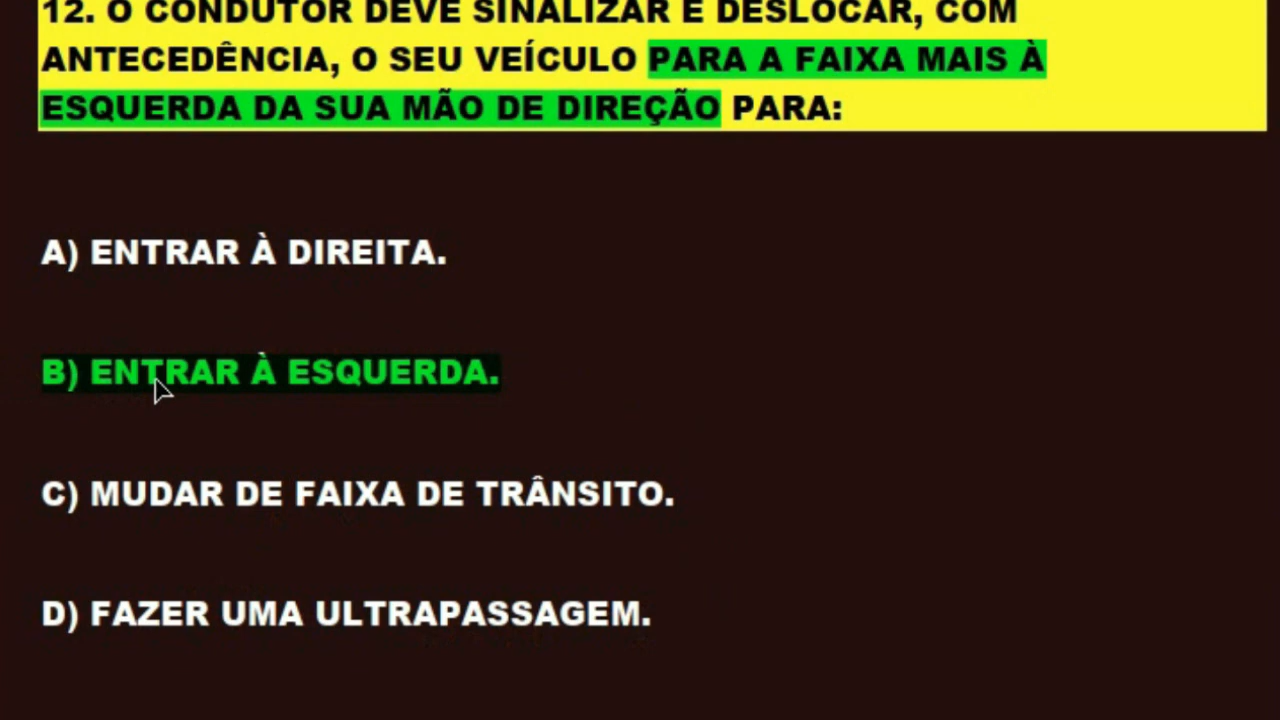 12. O CONDUTOR DEVE SINALIZAR E DESLOCAR, COM
ANTECEDÊNCIA, O SEU VEÍCULO PARA A FAIXA MAIS À
ESQUERDA DA SUA MÃO DE DIREÇÃO PARA:
A) ENTRAR À DIREITA.
B) ENTRAR À ESQUERDA.
C) MUDAR DE FAIXA DE TRÂNSITO.
D) FAZER UMA ULTRAPASSAGEM.